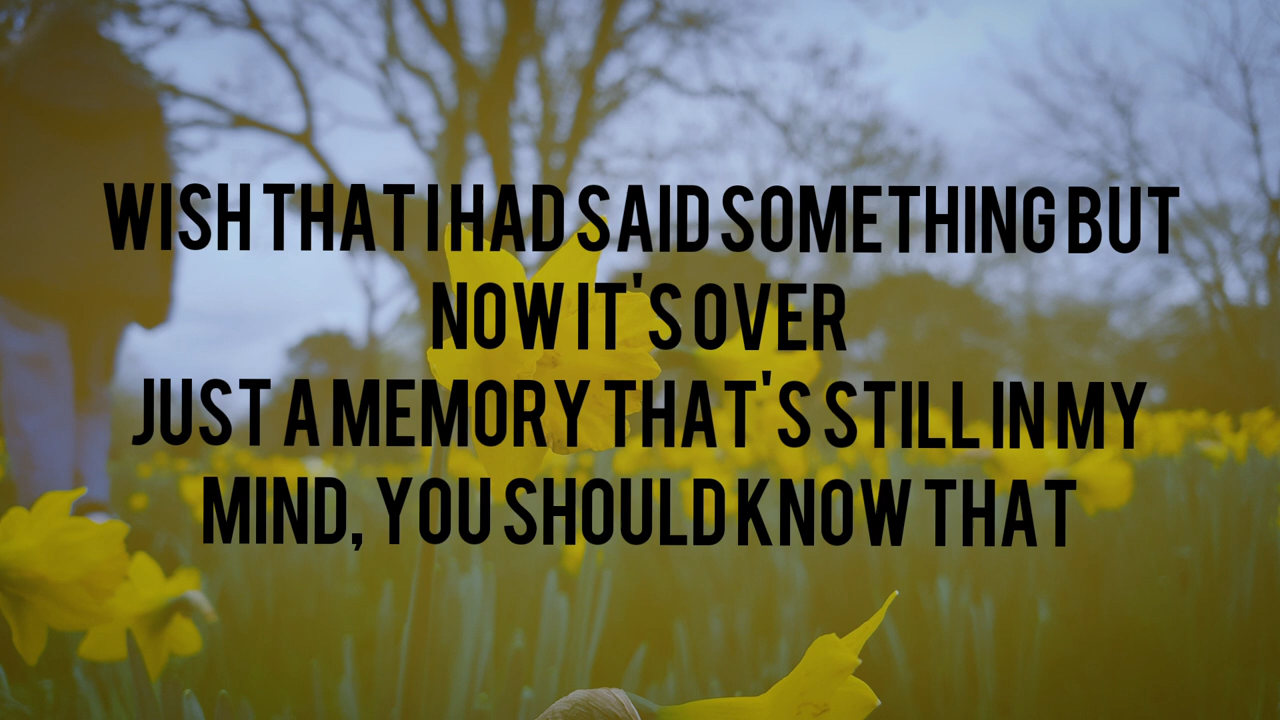 WISH THAT I HAD SAID SOMETHING BUT
NOW IT'S OVER
JUST A MEMORY THAT'S STILL IN MY
MIND, YOU SHOULD KNOW THAT